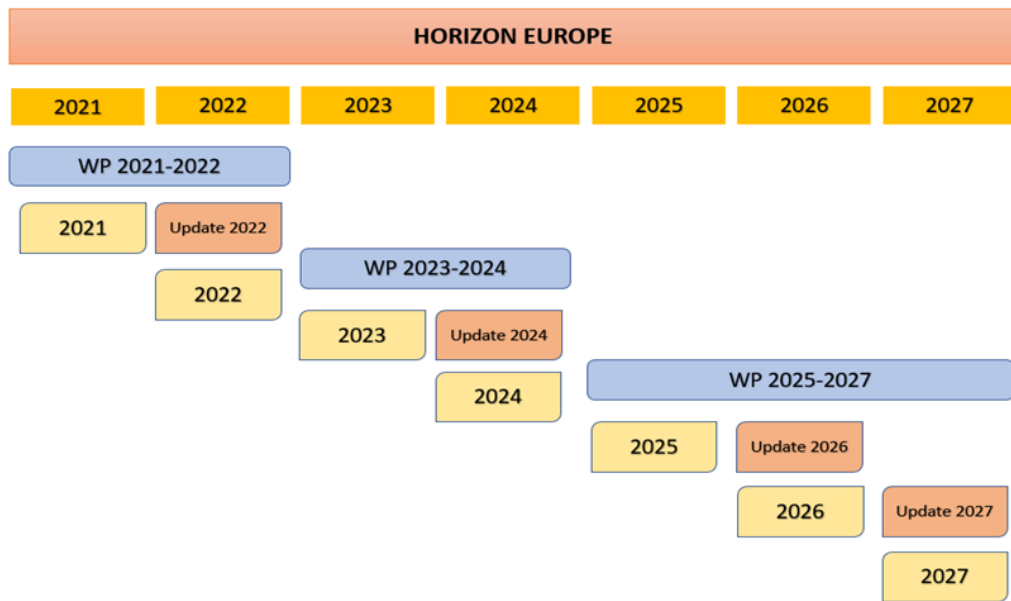 HORIZON EUROPE
2021 2022 2023 2024 2025 2026 2027
WP 2021-2022
2021 Update 2022
2022
WP 2023-2024
2023 Update 2024
2024
WP 2025-2027
2025 Update 2026
2026 Update 2027
2027